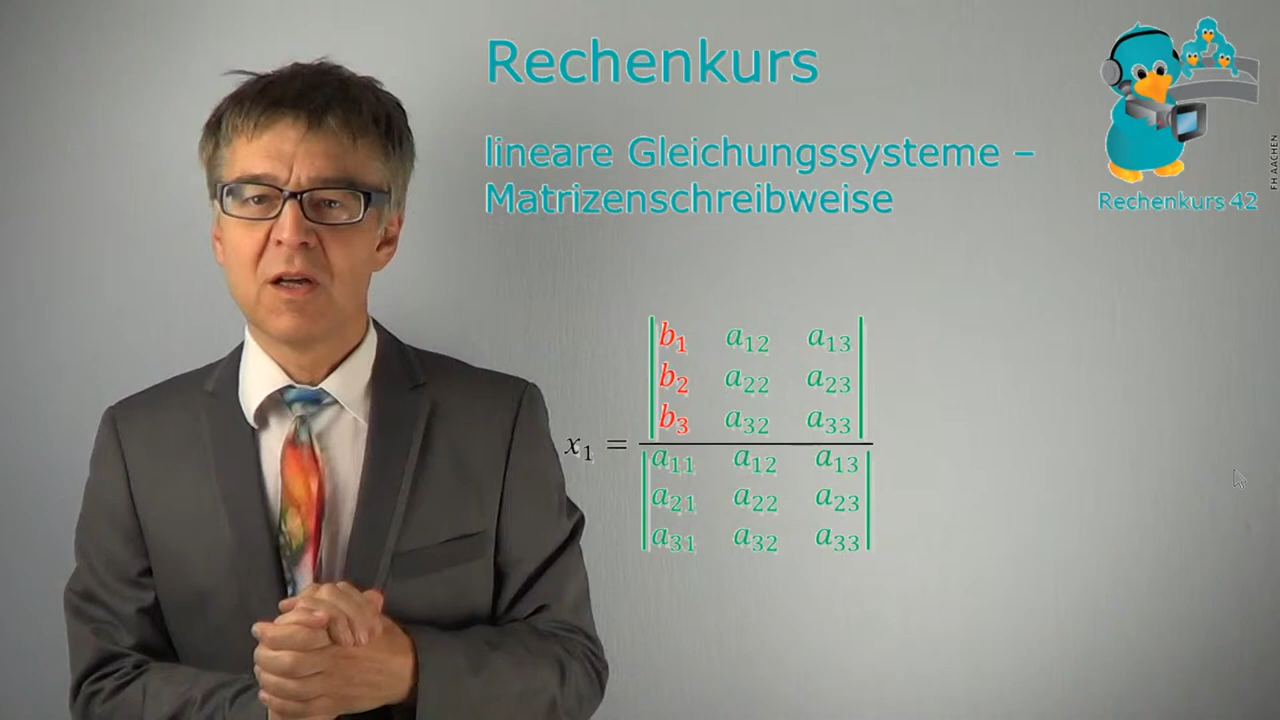 Rechenkurs
lineare Gleichungssysteme –
Matrizenschreibweise
Rechenkurs 42
FH AACHEN
b₁ a₁₂ a₁₃
b₂ a₂₂ a₂₃
b₃ a₃₂ a₃₃
x₁ =
a₁₁ a₁₂ a₁₃
a₂₁ a₂₂ a₂₃
a₃₁ a₃₂ a₃₃